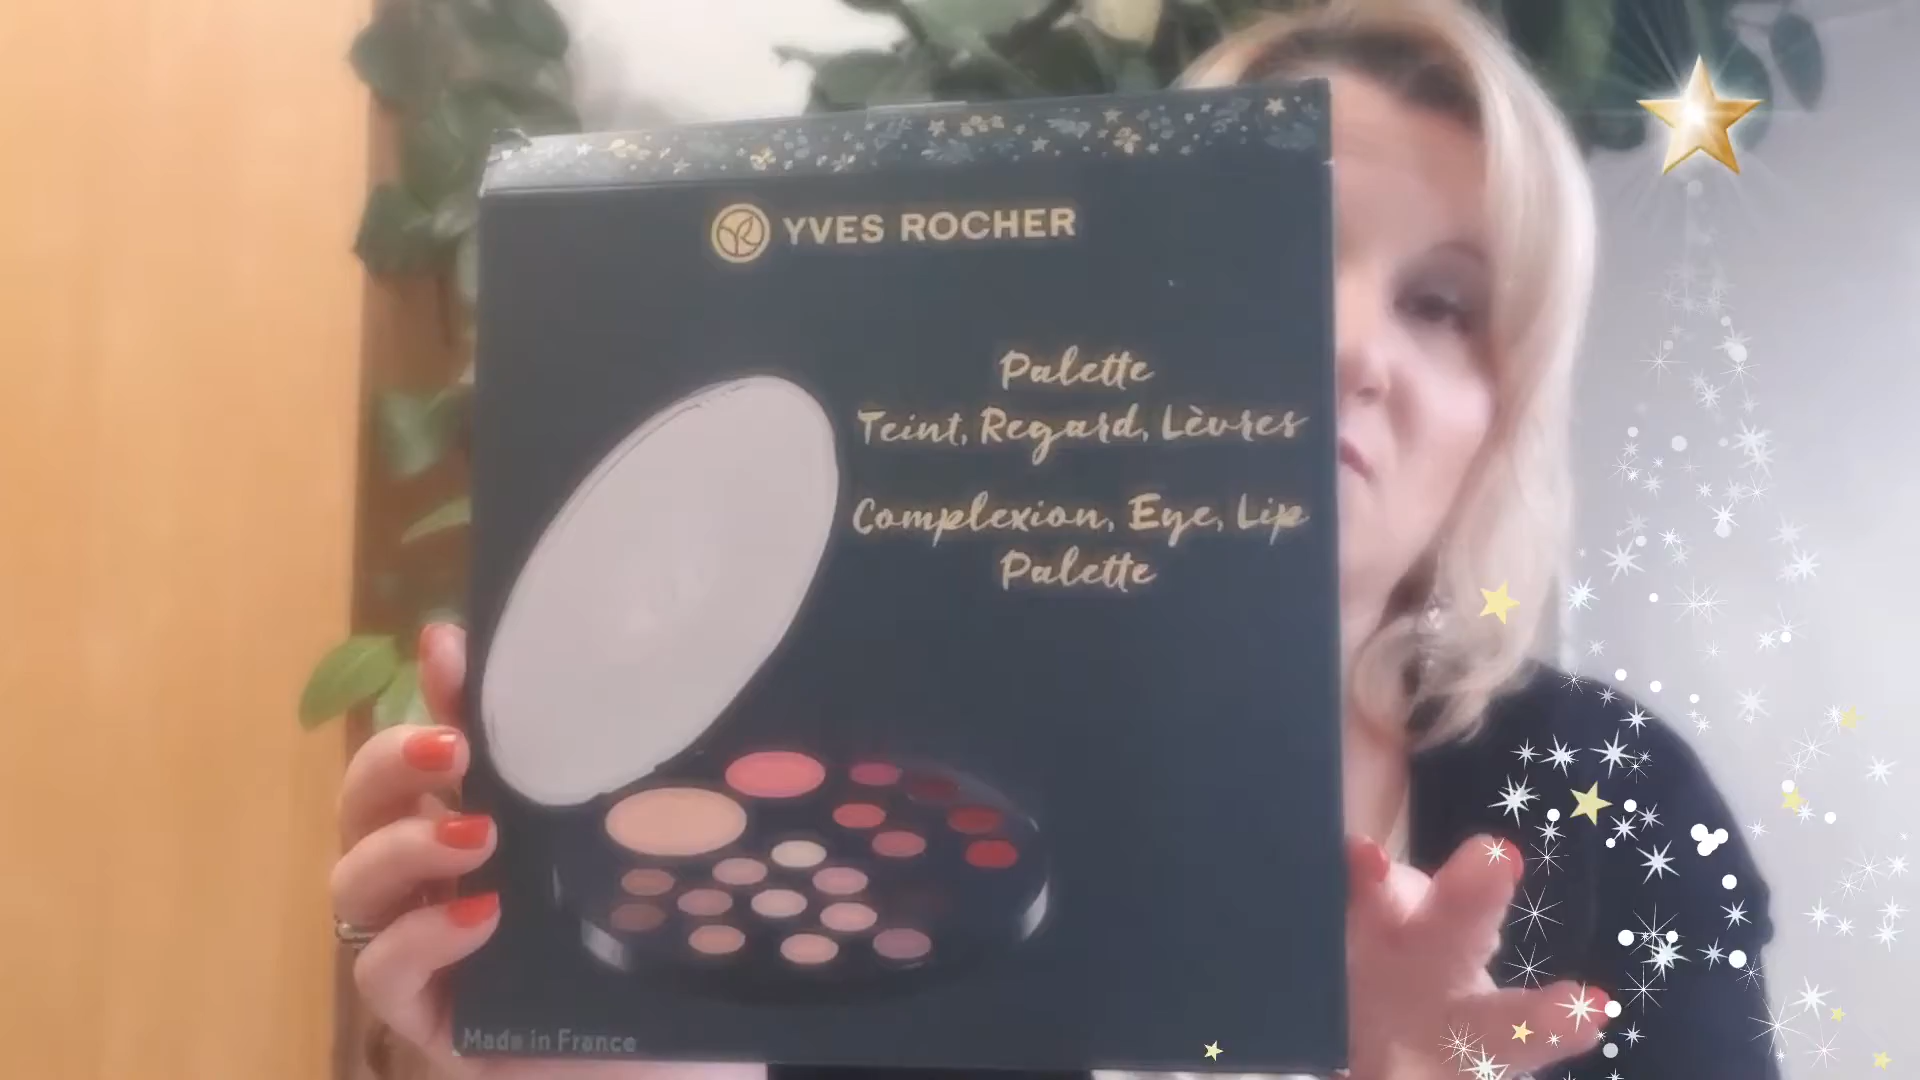 YVES ROCHER
Palette
Teint, Regard, Lèvres
Complexion, Eye, Lip
Palette
Made in France